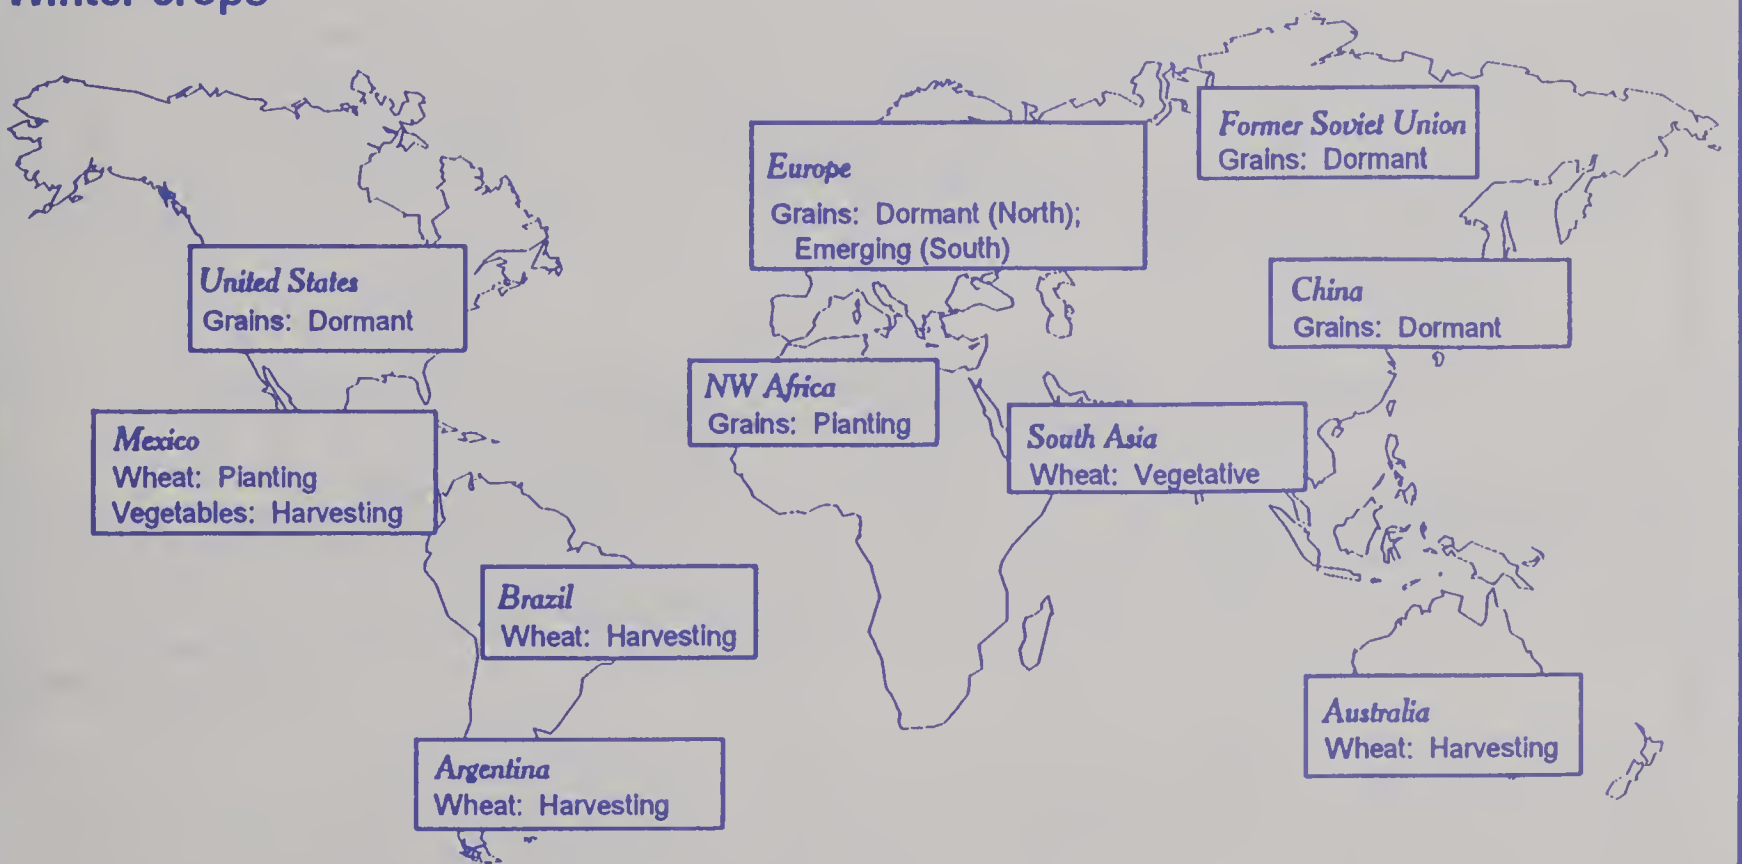 Winter crops
Former Soviet Union
Grains: Dormant
Europe
Grains: Dormant (North);
Emerging (South)
United States
Grains: Dormant
China
Grains: Dormant
NW Africa
Grains: Planting
South Asia
Wheat: Vegetative
Mexico
Wheat: Planting
Vegetables: Harvesting
Brazil
Wheat: Harvesting
Australia
Wheat: Harvesting
Argentina
Wheat: Harvesting